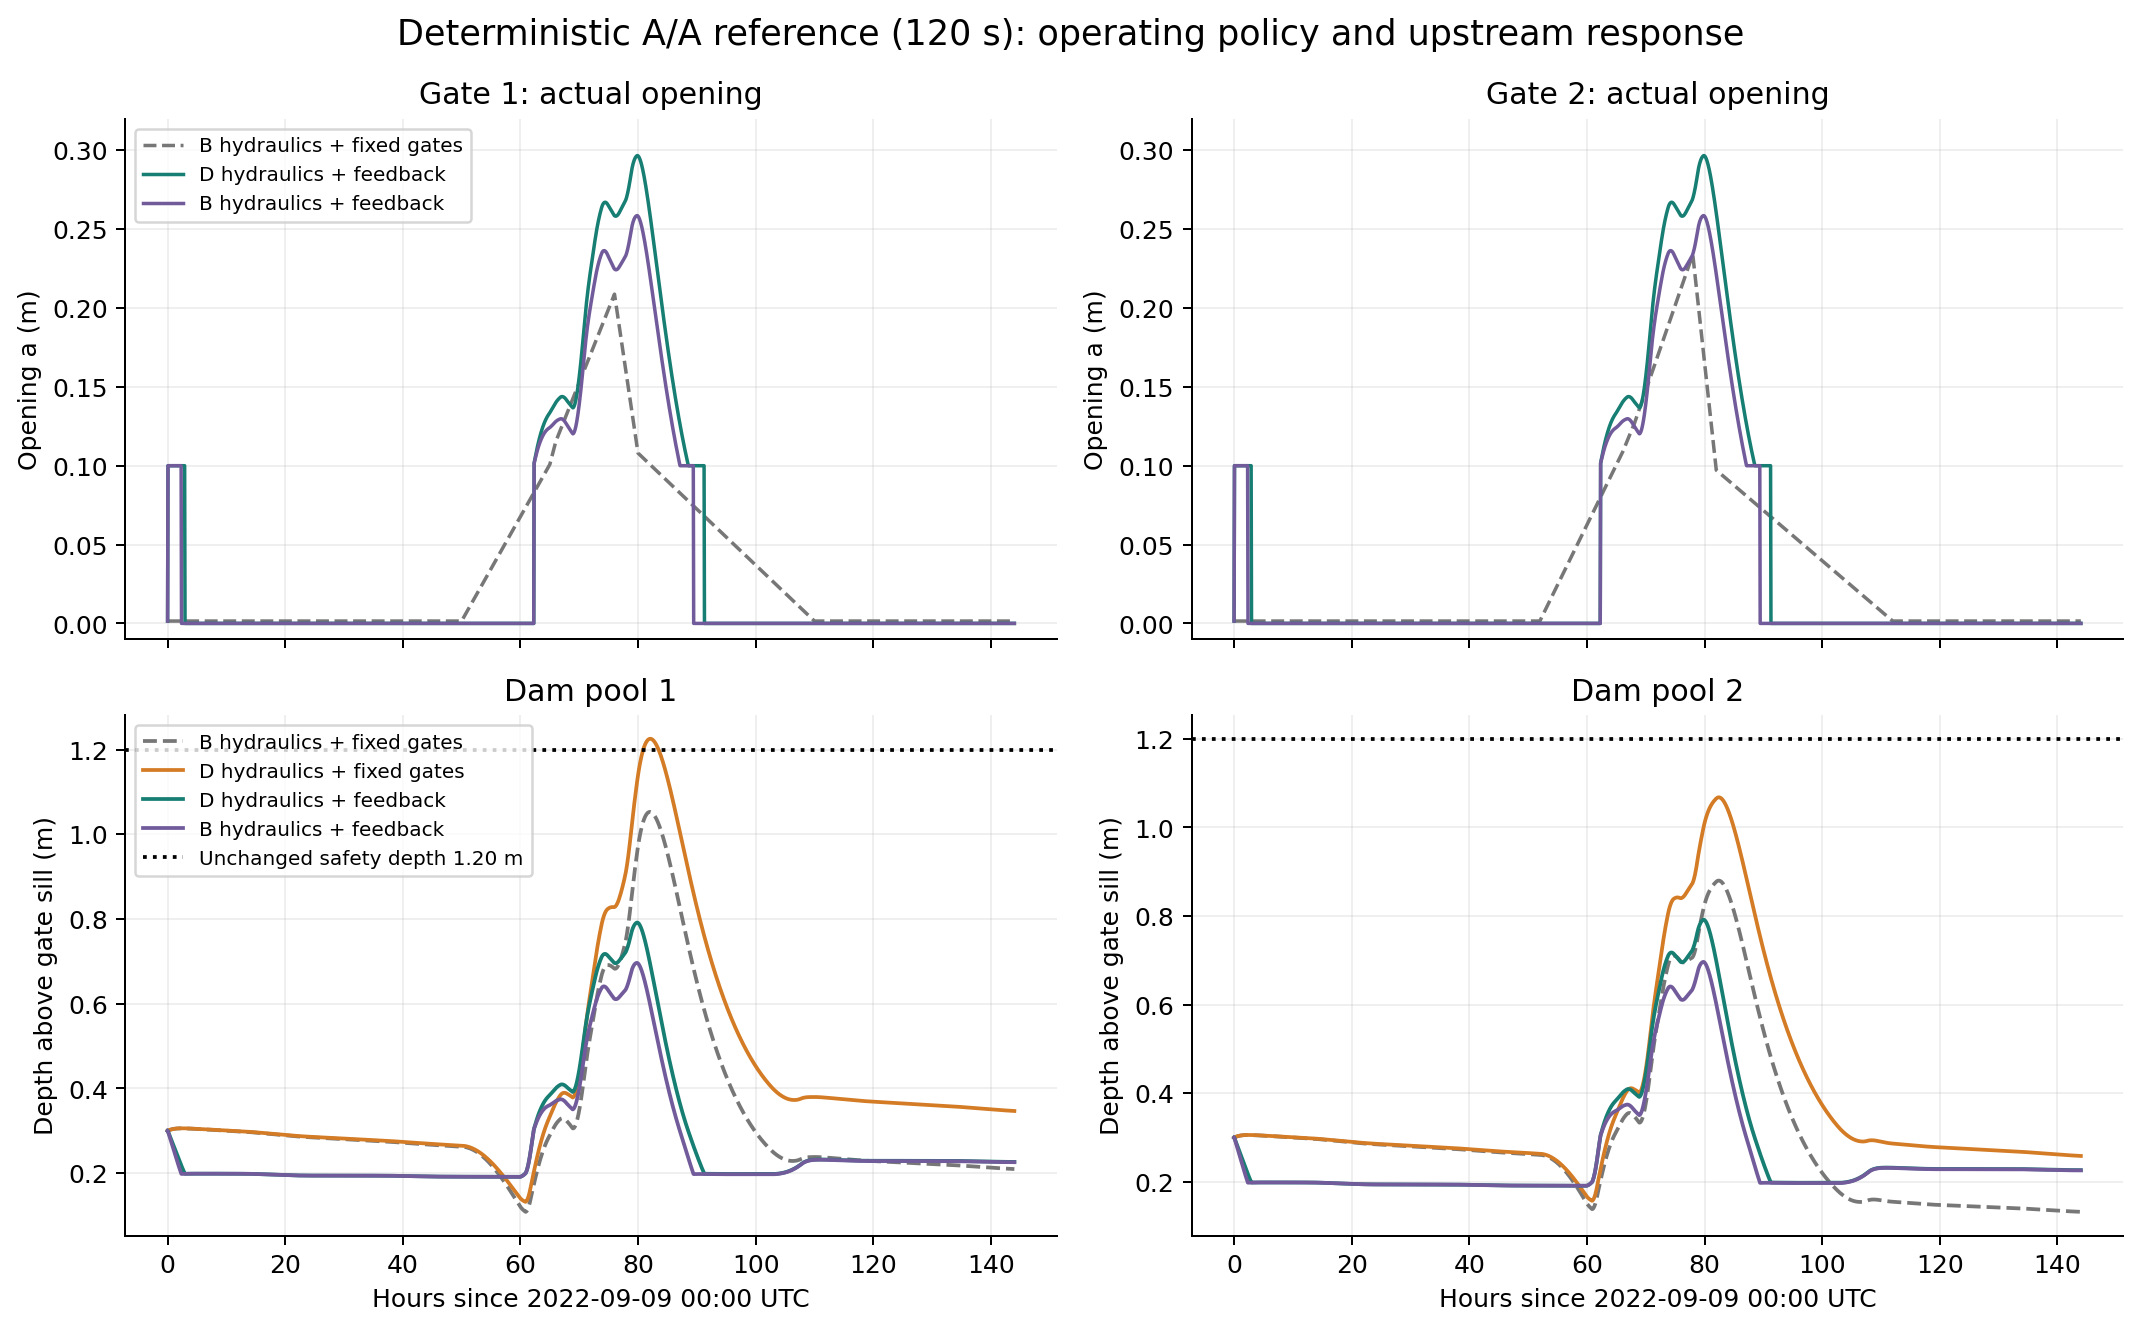 Deterministic A/A reference (120 s): operating policy and upstream response
Gate 1: actual opening
Opening a (m)
0.30
0.25
0.20
0.15
0.10
0.05
0.00
B hydraulics + fixed gates
D hydraulics + feedback
B hydraulics + feedback
Gate 2: actual opening
Opening a (m)
0.30
0.25
0.20
0.15
0.10
0.05
0.00
Dam pool 1
Depth above gate sill (m)
1.2
1.0
0.8
0.6
0.4
0.2
B hydraulics + fixed gates
D hydraulics + fixed gates
D hydraulics + feedback
B hydraulics + feedback
Unchanged safety depth 1.20 m
0 20 40 60 80 100 120 140
Hours since 2022-09-09 00:00 UTC
Dam pool 2
Depth above gate sill (m)
1.2
1.0
0.8
0.6
0.4
0.2
0 20 40 60 80 100 120 140
Hours since 2022-09-09 00:00 UTC